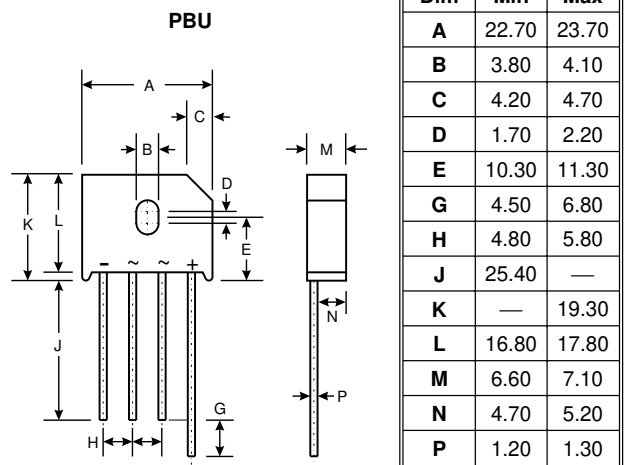 PBU
A
C
B
M
D
K
L
E
- ~ ~ +
N
J
P
G
H
Dim Min Max
A 22.70 23.70
B 3.80 4.10
C 4.20 4.70
D 1.70 2.20
E 10.30 11.30
G 4.50 6.80
H 4.80 5.80
J 25.40 —
K — 19.30
L 16.80 17.80
M 6.60 7.10
N 4.70 5.20
P 1.20 1.30